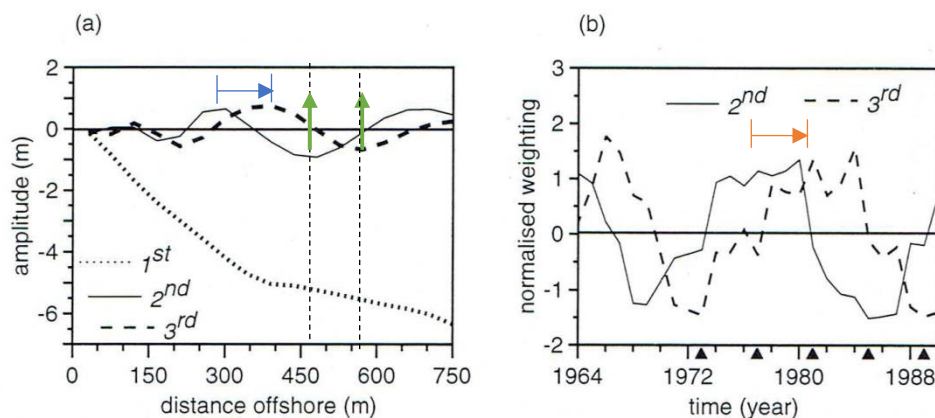 (a)
amplitude (m)
2
0
-2
-4
-6
1st
2nd
3rd
0 150 300 450 600 750
distance offshore (m)
(b)
normalised weighting
3
2
1
0
-1
-2
2nd 3rd
1964 1972 1980 1988
time (year)